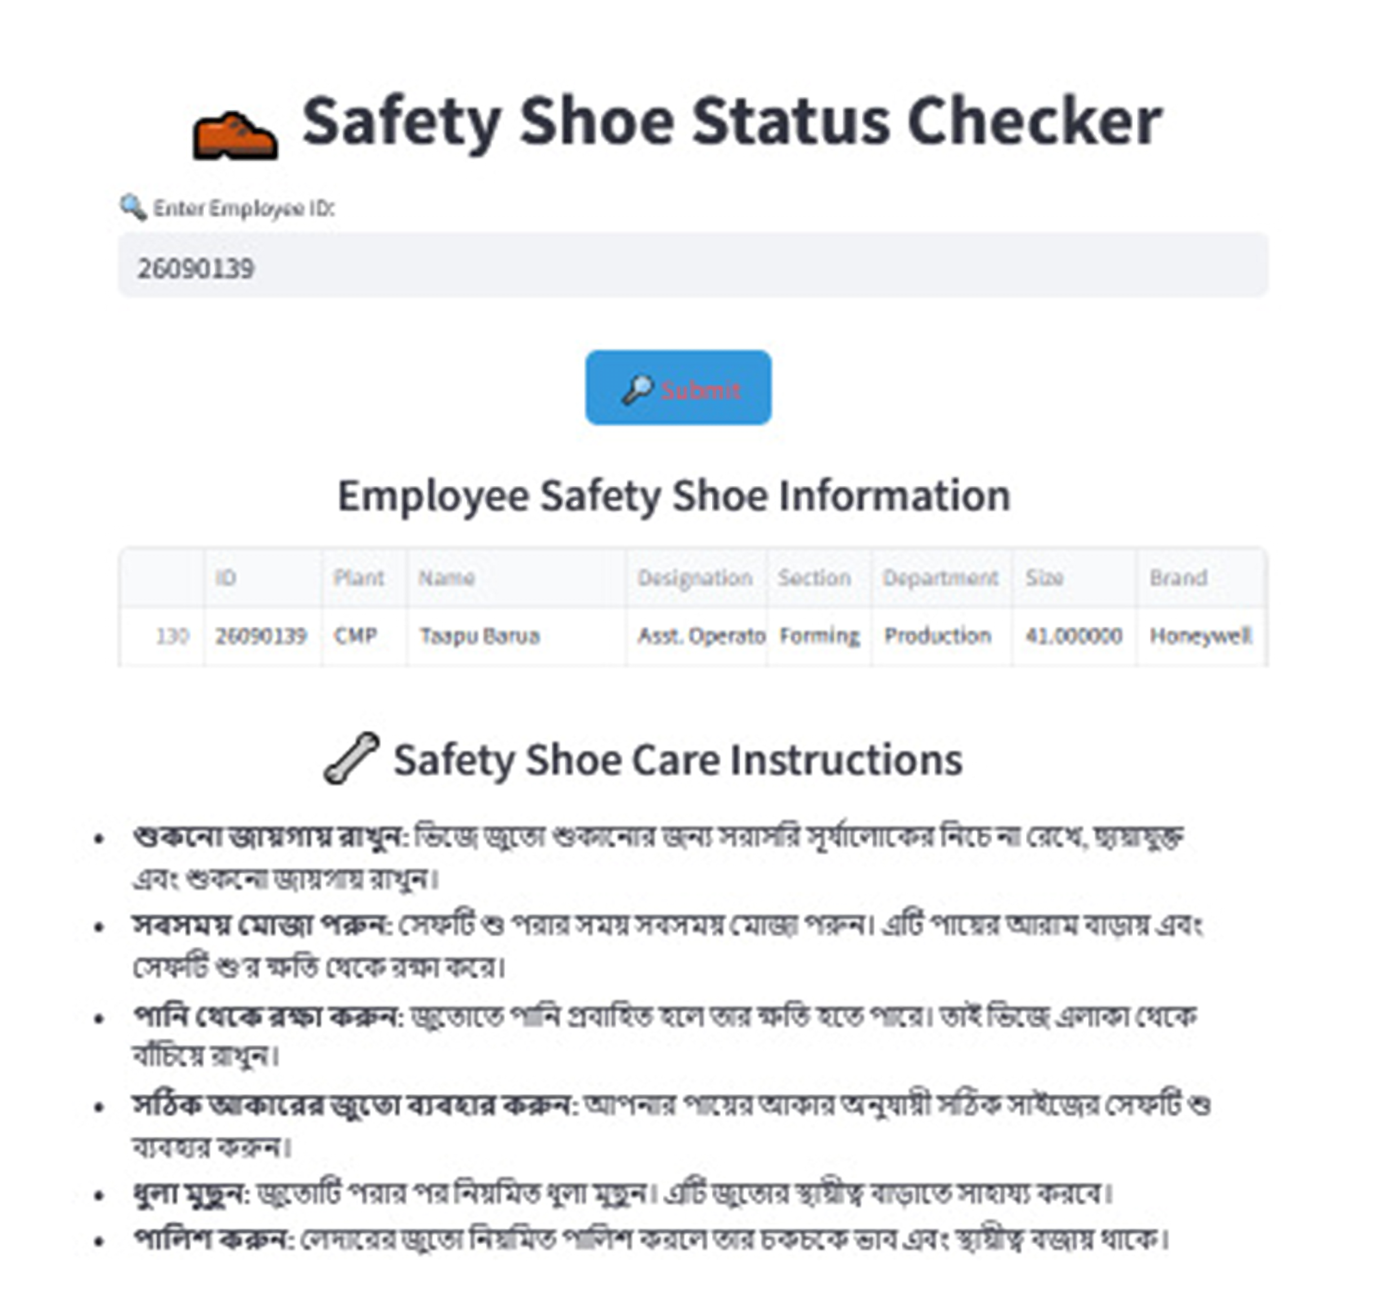 Safety Shoe Status Checker
Enter Employee ID:
26090139
Submit
Employee Safety Shoe Information
ID Plant Name Designation Section Department Size Brand
130 26090139 CMP Taapu Barua Asst. Operato Forming Production 41.000000 Honeywell
Safety Shoe Care Instructions
• শুকনো জায়গায় রাখুন: ভিজে জুতো শুকানোর জন্য সরাসরি সূর্যালোকের নিচে না রেখে, ছায়াযুক্ত
এবং শুকনো জায়গায় রাখুন।
• সবসময় মোজা পরুন: সেফটি শু পরার সময় সবসময় মোজা পরুন। এটি পায়ের আরাম বাড়ায় এবং
সেফটি শু'র ক্ষতি থেকে রক্ষা করে।
• পানি থেকে রক্ষা করুন: জুতোতে পানি প্রবাহিত হলে তার ক্ষতি হতে পারে। তাই ভিজে এলাকা থেকে
বাঁচিয়ে রাখুন।
• সঠিক আকারের জুতো ব্যবহার করুন: আপনার পায়ের আকার অনুযায়ী সঠিক সাইজের সেফটি শু
ব্যবহার করুন।
• ধুলা মুছুন: জুতোটি পরার পর নিয়মিত ধুলা মুছুন। এটি জুতোর স্থায়ীত্ব বাড়াতে সাহায্য করবে।
• পালিশ করুন: লেদারের জুতো নিয়মিত পালিশ করলে তার চকচকে ভাব এবং স্থায়ীত্ব বজায় থাকে।